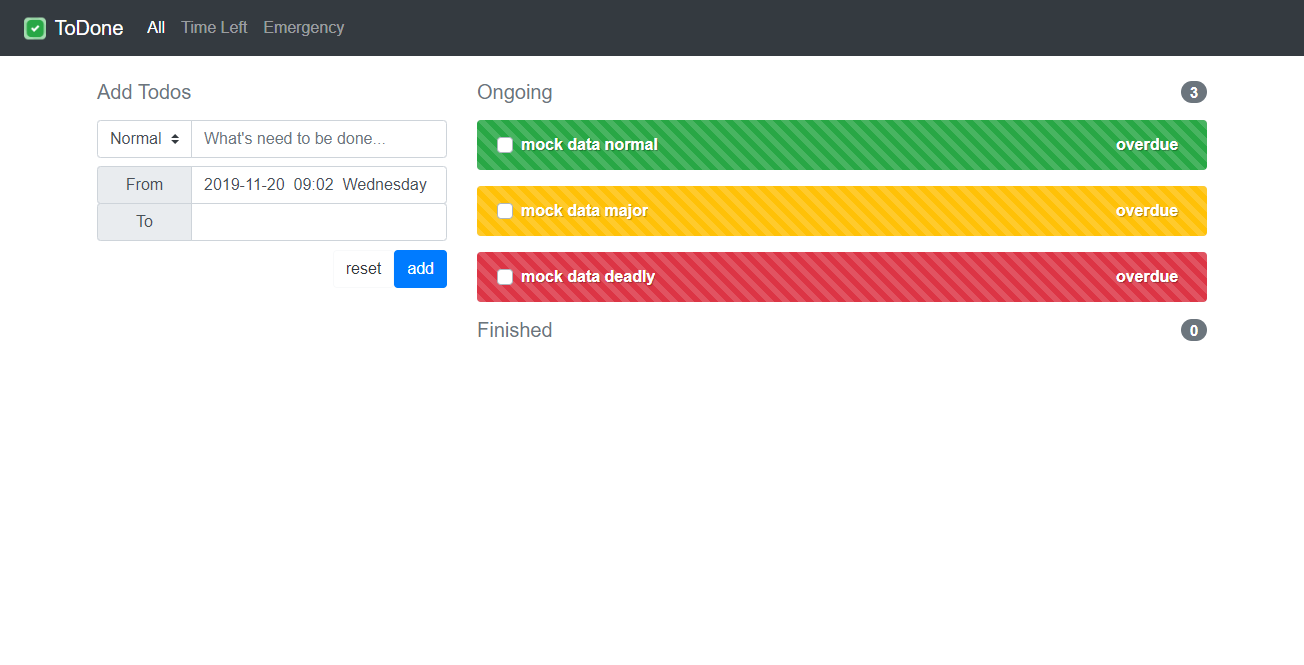 ToDone All Time Left Emergency
Add Todos
Normal What's need to be done...
From 2019-11-20 09:02 Wednesday
To
reset add
Ongoing 3
mock data normal overdue
mock data major overdue
mock data deadly overdue
Finished 0